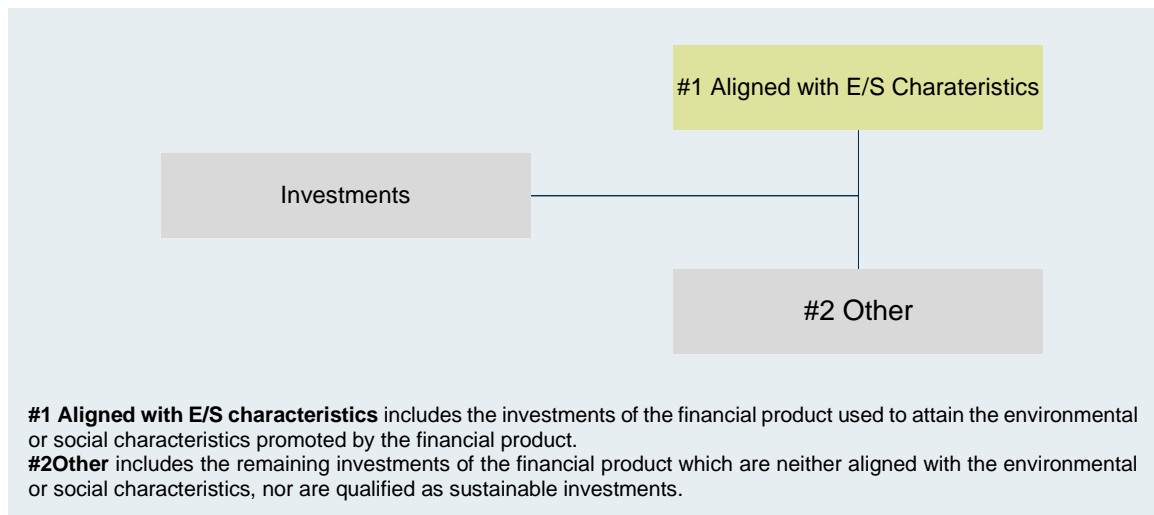 #1 Aligned with E/S Charateristics
Investments
#2 Other
#1 Aligned with E/S characteristics includes the investments of the financial product used to attain the environmental
or social characteristics promoted by the financial product.
#2Other includes the remaining investments of the financial product which are neither aligned with the environmental
or social characteristics, nor are qualified as sustainable investments.